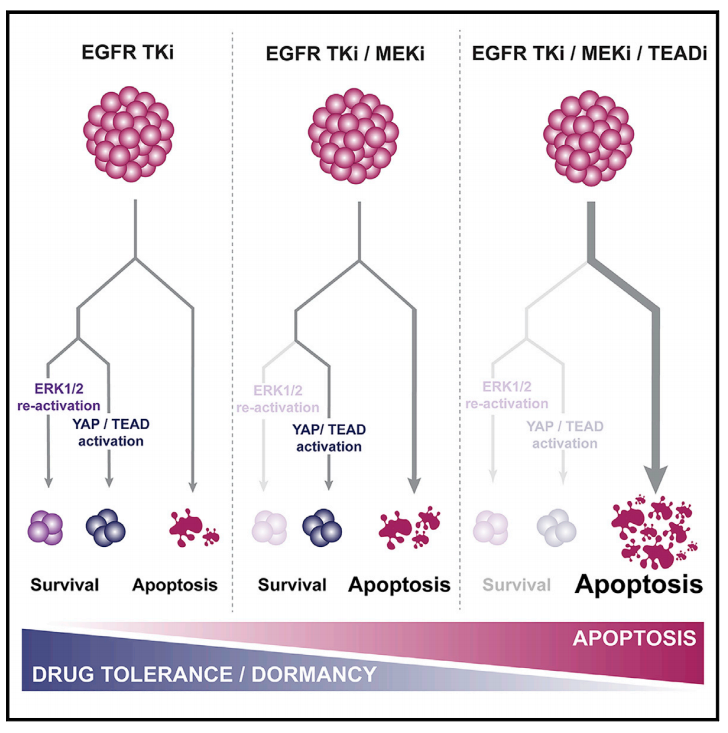 EGFR TKi
EGFR TKi / MEKi
EGFR TKi / MEKi / TEADi
ERK1/2
re-activation
YAP / TEAD
activation
ERK1/2
re-activation
YAP/ TEAD
activation
ERK1/2
re-activation
YAP / TEAD
activation
Survival
Apoptosis
Survival
Apoptosis
Survival
Apoptosis
APOPTOSIS
DRUG TOLERANCE / DORMANCY